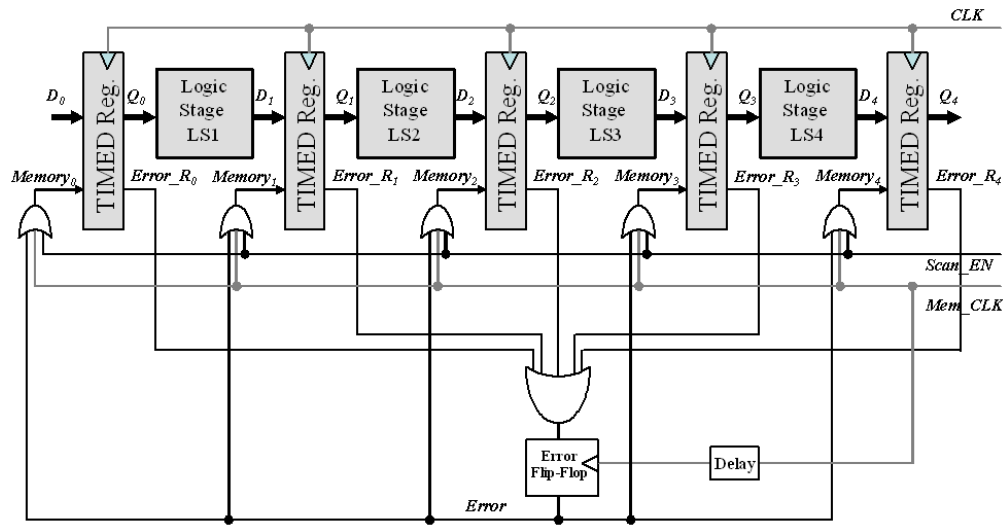 CLK
TIMED Reg.
TIMED Reg.
TIMED Reg.
TIMED Reg.
TIMED Reg.
D0
Q0
Logic Stage LS1
D1
Q1
Logic Stage LS2
D2
Q2
Logic Stage LS3
D3
Q3
Logic Stage LS4
D4
Q4
Memory0
Error_R0
Memory1
Error_R1
Memory2
Error_R2
Memory3
Error_R3
Memory4
Error_R4
Scan_EN
Mem_CLK
Error Flip-Flop
Delay
Error